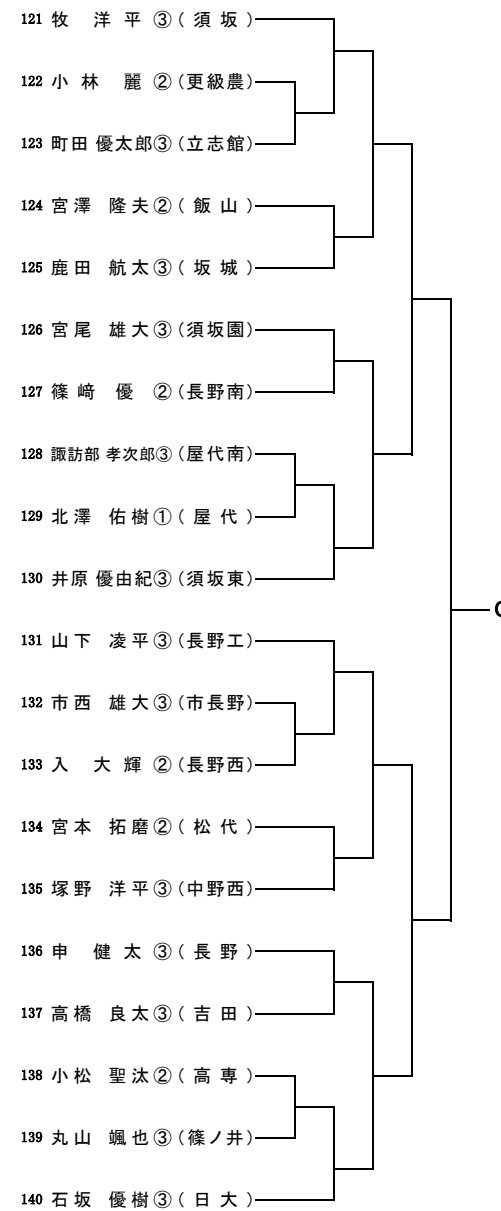 121 牧 洋平 ③ (須坂)
122 小林 麗 ② (更級農)
123 町田 優太郎 ③ (立志館)
124 宮澤 隆夫 ② (飯山)
125 鹿田 航太 ③ (坂城)
126 宮尾 雄大 ③ (須坂園)
127 篠﨑 優 ② (長野南)
128 諏訪部 孝次郎 ③ (屋代南)
129 北澤 佑樹 ① (屋代)
130 井原 優由紀 ③ (須坂東)
131 山下 凌平 ③ (長野工)
132 市西 雄大 ③ (市長野)
133 入 大輝 ② (長野西)
134 宮本 拓磨 ② (松代)
135 塚野 洋平 ③ (中野西)
136 申 健太 ③ (長野)
137 高橋 良太 ③ (吉田)
138 小松 聖汰 ② (高専)
139 丸山 颯也 ③ (篠ノ井)
140 石坂 優樹 ③ (日大)